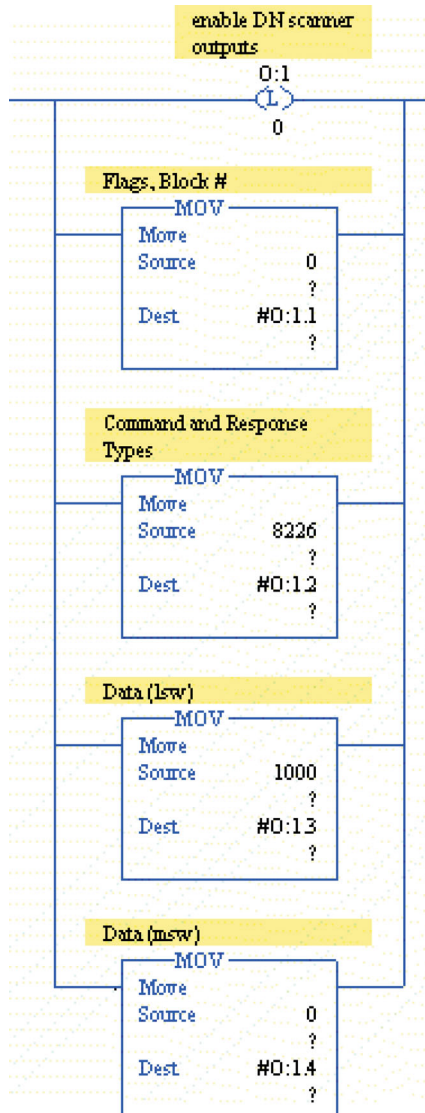 enable DN scanner
outputs
O:1
(L)
0
Flags, Block #
MOV
Move
Source 0
?
Dest #O:1.1
?
Command and Response
Types
MOV
Move
Source 8226
?
Dest #O:1.2
?
Data (lsw)
MOV
Move
Source 1000
?
Dest #O:1.3
?
Data (msw)
MOV
Move
Source 0
?
Dest #O:1.4
?